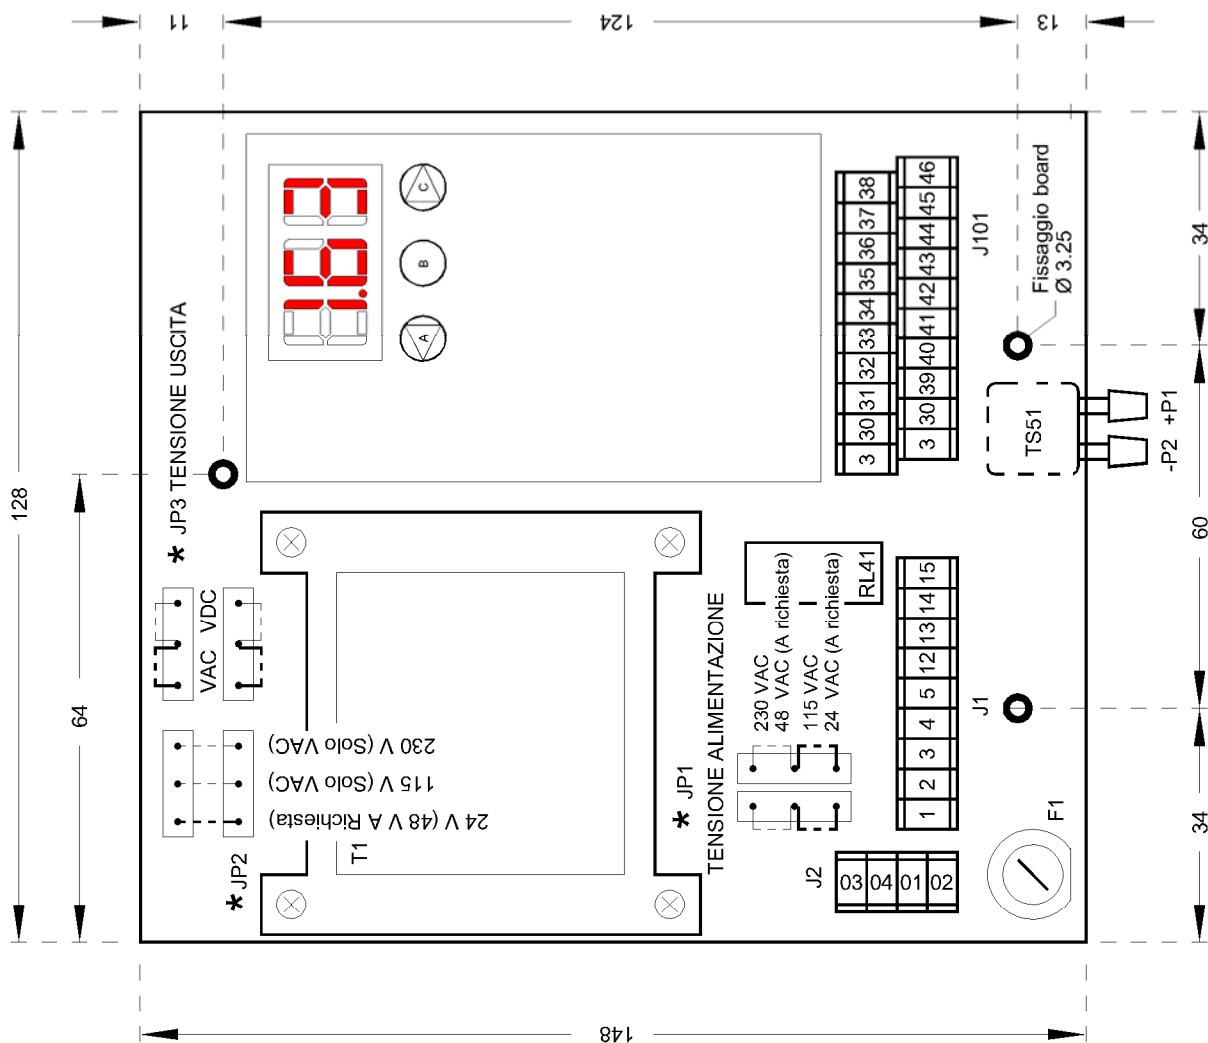 11
124
13
128
64
148
34
60
34
1.63
A
B
C
* JP3 TENSIONE USCITA
VAC VDC
* JP2
24 V (48 V A Richiesta)
115 V (Solo VAC)
230 V (Solo VAC)
T1
* JP1
TENSIONE ALIMENTAZIONE
230 VAC
48 VAC (A richiesta)
115 VAC
24 VAC (A richiesta)
RL41
J2
03 04 01 02
1 2 3 4 5 12 13 14 15
J1
F1
3 30 31 32 33 34 35 36 37 38
3 30 39 40 41 42 43 44 45 46
J101
Fissaggio board
Ø 3.25
TS51
-P2 +P1